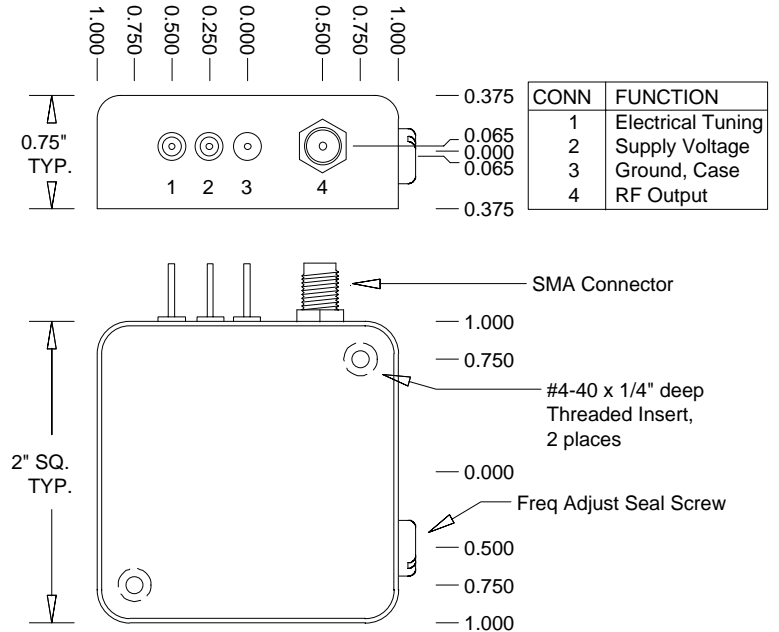 1.000
0.750
0.500
0.250
0.000
0.500
0.750
1.000
0.75"
TYP.
0.375
0.065
0.000
0.065
0.375
1 2 3 4
CONN FUNCTION
1 Electrical Tuning
2 Supply Voltage
3 Ground, Case
4 RF Output
SMA Connector
1.000
0.750
#4-40 x 1/4" deep
Threaded Insert,
2 places
2" SQ.
TYP.
0.000
Freq Adjust Seal Screw
0.500
0.750
1.000